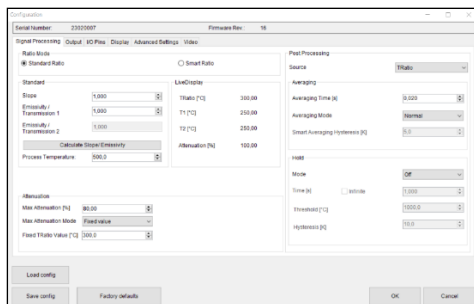 Configuration
Serial Number: 23020007 Firmware Rev.: 16
Signal Processing Output I/O Pins Display Advanced Settings Video
Ratio Mode
Standard Ratio Smart Ratio
Standard
Slope 1,000
Emissivity / Transmission 1 1,000
Emissivity / Transmission 2 1,000
Calculate Slope/ Emissivity
Process Temperature: 500,0
LiveDisplay
TRatio [°C] 300,00
T1 [°C] 250,00
T2 [°C] 250,00
Attenuation [%] 100,00
Attenuation
Max Attenuation [%] 90,00
Max Attenuation Mode Fixed value
Fixed TRatio Value [°C] 300,0
Post Processing
Source TRatio
Averaging
Averaging Time [s] 0,020
Averaging Mode Normal
Smart Averaging Hysteresis [K]
Hold
Mode Off
Time [s] Infinite 1,000
Threshold [°C] 1000,0
Hysteresis [K] 10,0
Load config
Save config Factory defaults OK Cancel